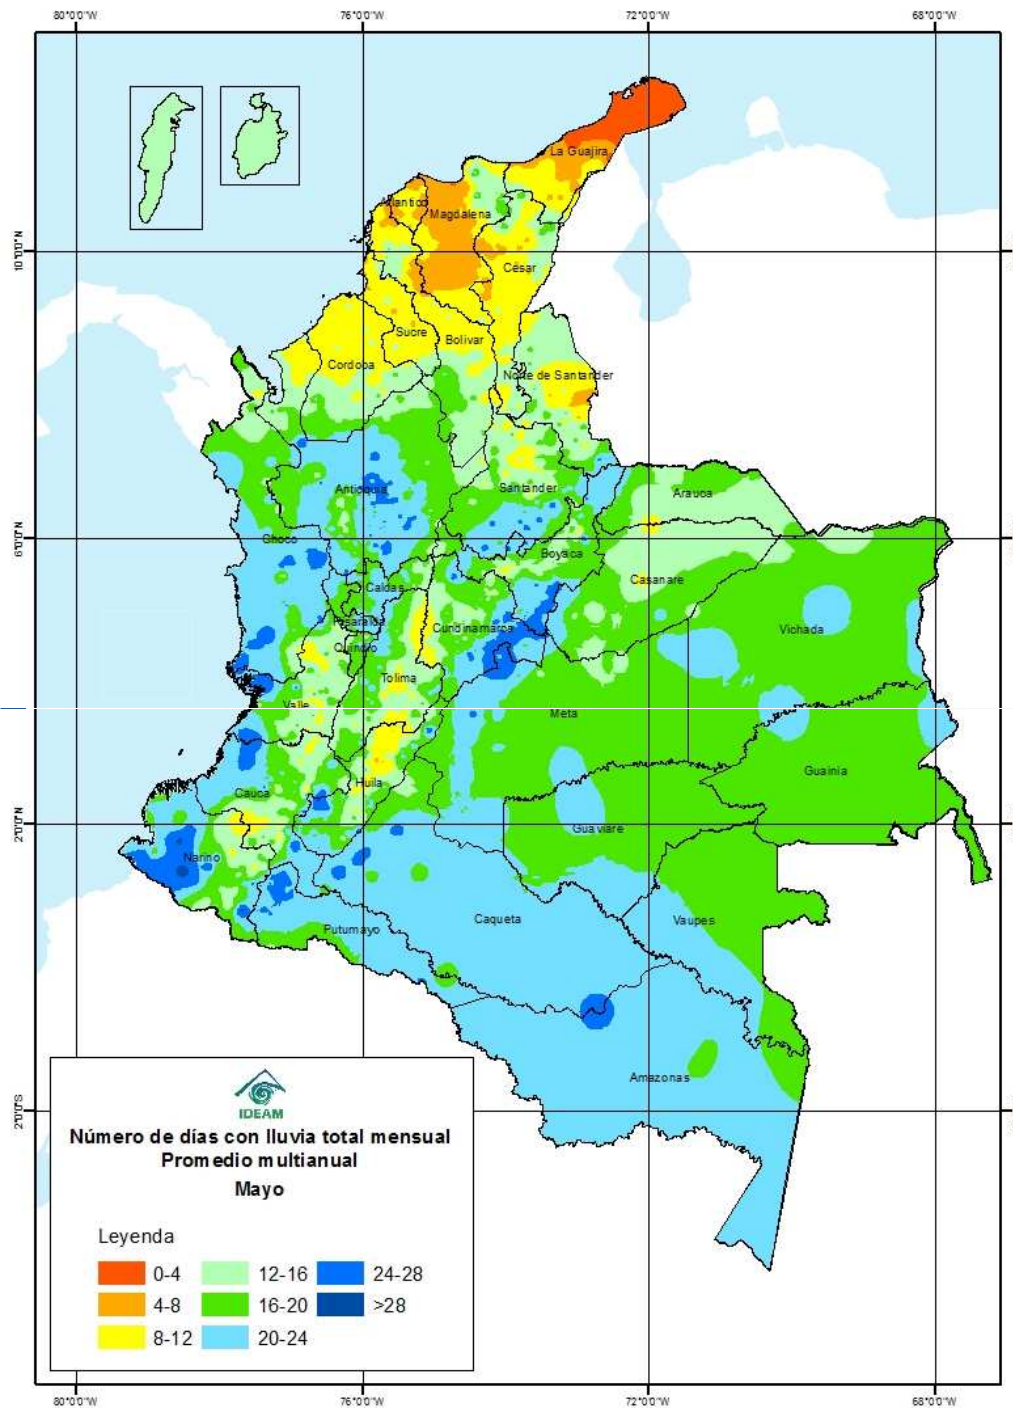 80°0'0"W 76°0'0"W 72°0'0"W 68°0'0"W
La Guajira
Atlantico
Magdalena
10°0'0"N
César
Sucre
Bolivar
Cordoba
Norte de Santander
Antioquia
Santander
Arauca
6°0'0"N
Choco
Boyaca
Casanare
Caldas
Risaralda
Cundinamarca
Vichada
Quindio
Tolima
Valle
Meta
Guainia
Huila
Cauca
2°0'0"N
Guaviare
Narino
Caqueta
Vaupes
Putumayo
Amazonas
2°0'0"S
IDEAM
Número de días con lluvia total mensual
Promedio multianual
Mayo
Leyenda
0-4 12-16 24-28
4-8 16-20 >28
8-12 20-24
80°0'0"W 76°0'0"W 72°0'0"W 68°0'0"W